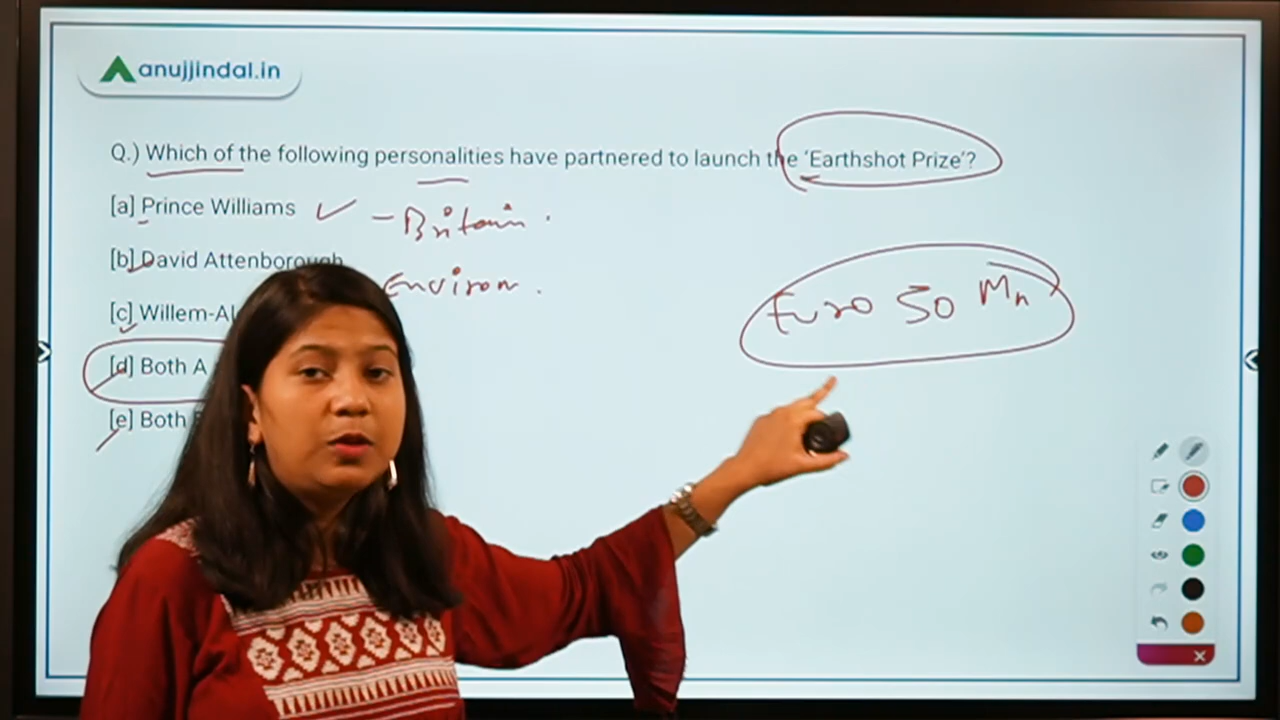 anujjindal.in
Q.) Which of the following personalities have partnered to launch the ‘Earthshot Prize’?
[a] Prince Williams - Britain.
[b] David Attenborough
Environ.
[c] Willem-Al
Euro 50 Mn
[d] Both A
[e] Both